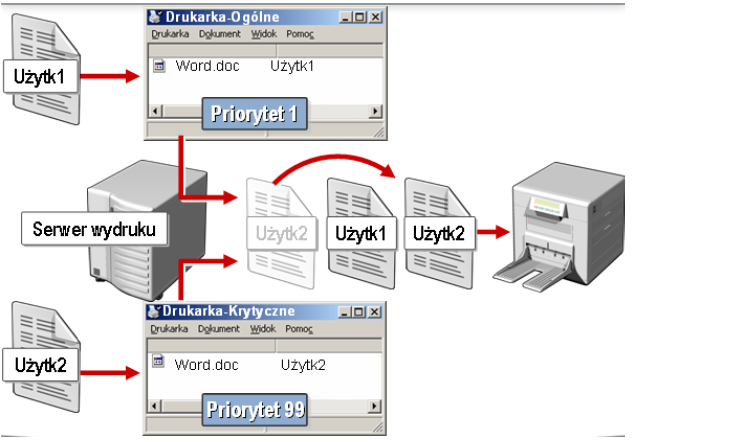 Drukarka-Ogólne
Drukarka Dokument Widok Pomoc
Użytk1
Word.doc Użytk1
Priorytet 1
Serwer wydruku
Użytk2
Użytk1
Użytk2
Drukarka-Krytyczne
Drukarka Dokument Widok Pomoc
Użytk2
Word.doc Użytk2
Priorytet 99